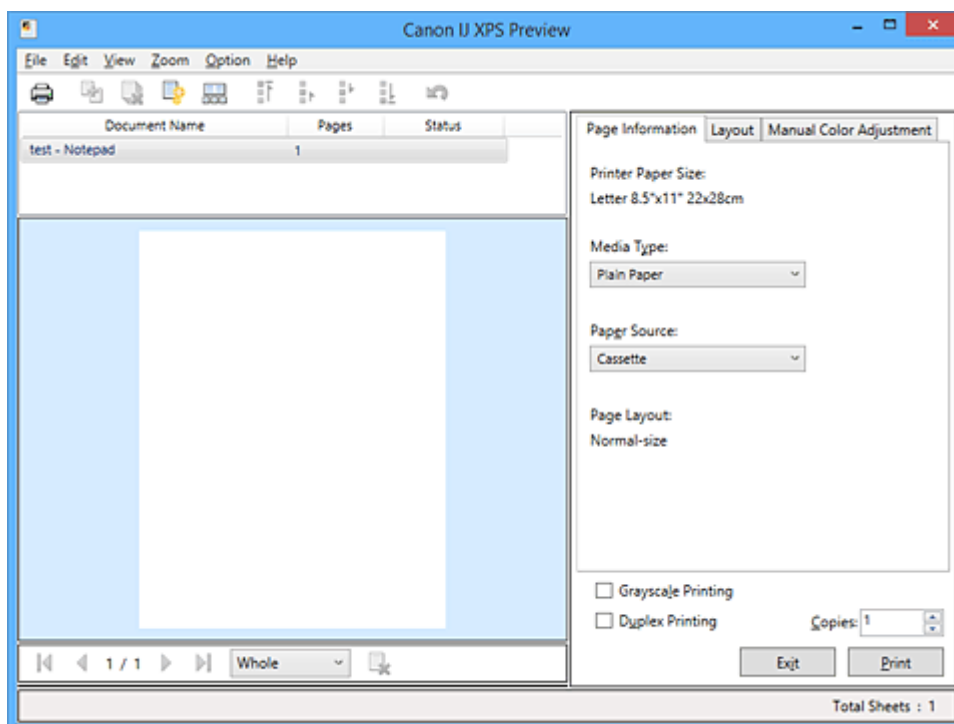 Canon IJ XPS Preview
File Edit View Zoom Option Help
Document Name Pages Status
test - Notepad 1
Page Information Layout Manual Color Adjustment
Printer Paper Size:
Letter 8.5"x11" 22x28cm
Media Type:
Plain Paper
Paper Source:
Cassette
Page Layout:
Normal-size
Grayscale Printing
Duplex Printing Copies: 1
1 / 1 Whole Exit Print
Total Sheets : 1